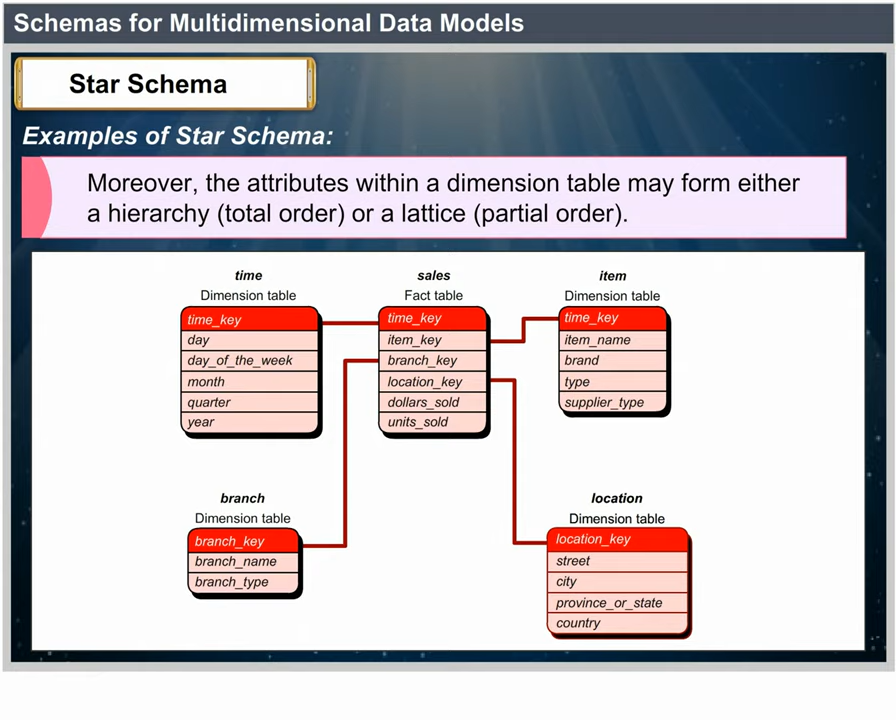 Schemas for Multidimensional Data Models
Star Schema
Examples of Star Schema:
Moreover, the attributes within a dimension table may form either
a hierarchy (total order) or a lattice (partial order).
time
Dimension table
time_key
day
day_of_the_week
month
quarter
year
sales
Fact table
time_key
item_key
branch_key
location_key
dollars_sold
units_sold
item
Dimension table
time_key
item_name
brand
type
supplier_type
branch
Dimension table
branch_key
branch_name
branch_type
location
Dimension table
location_key
street
city
province_or_state
country